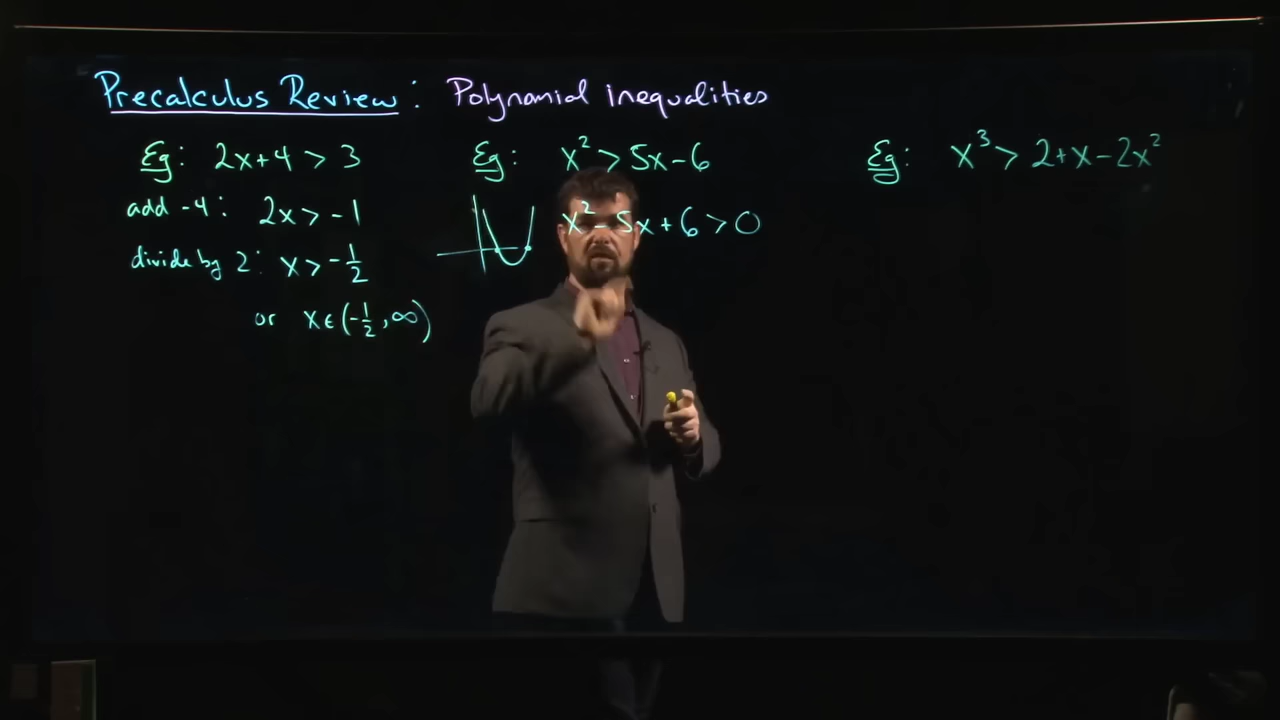 Precalculus Review: Polynomial inequalities
Eg: 2x+4 > 3
add -4: 2x > -1
divide by 2: x > -1/2
or x ∈ (-1/2, ∞)
Eg: x² > 5x-6
x² - 5x + 6 > 0
Eg: x³ > 2+x-2x²